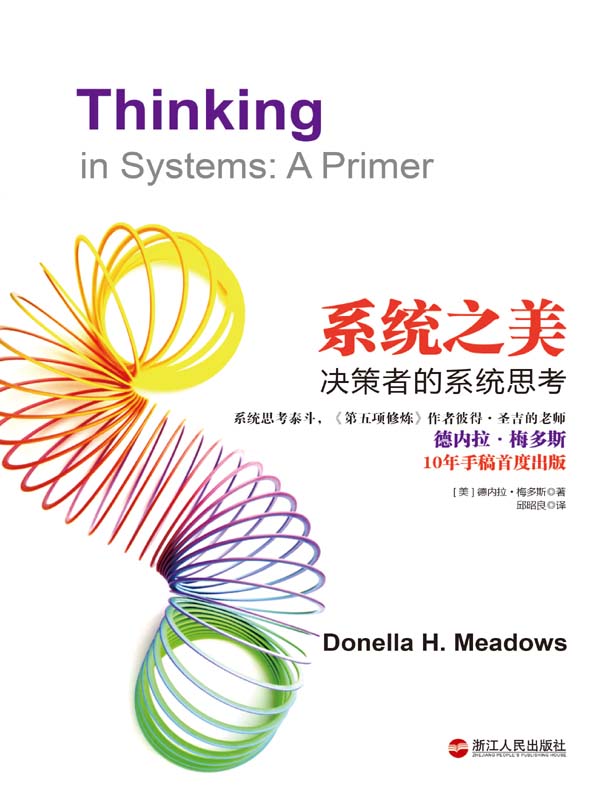 Thinking
in Systems: A Primer
系统之美
决策者的系统思考
系统思考泰斗，《第五项修炼》作者彼得·圣吉的老师
德内拉·梅多斯
10年手稿首度出版
［美］德内拉·梅多斯◎著
邱昭良◎译
Donella H. Meadows
浙江人民出版社
ZHEJIANG PEOPLE'S PUBLISHING HOUSE